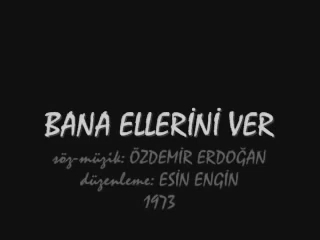 BANA ELLERİNİ VER
söz-müzik: ÖZDEMİR ERDOĞAN
düzenleme: ESİN ENGİN
1973